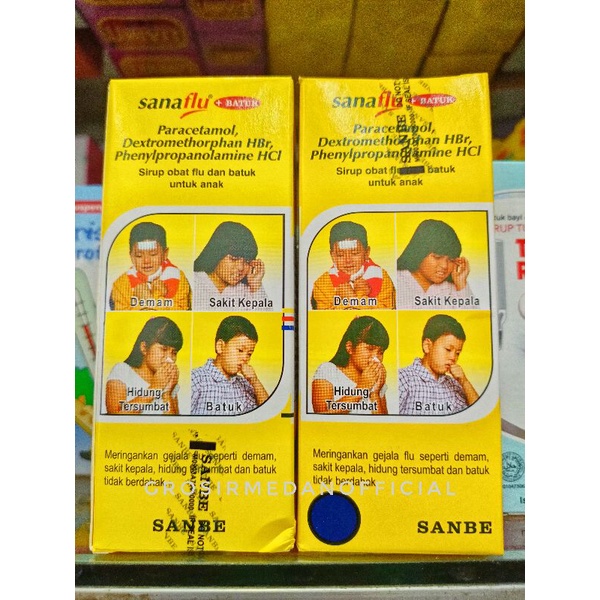 sanaflu + BATUK
Paracetamol,
Dextromethorphan HBr,
Phenylpropanolamine HCl
Sirup obat flu dan batuk
untuk anak
Demam
Sakit Kepala
Hidung
Tersumbat
Batuk
Meringankan gejala flu seperti demam,
sakit kepala, hidung tersumbat dan batuk
tidak berdahak.
SANBE
SANBE
sanaflu + BATUK
Paracetamol,
Dextromethorphan HBr,
Phenylpropanolamine HCl
Sirup obat flu dan batuk
untuk anak
SANBE
Demam
Sakit Kepala
Hidung
Tersumbat
Batuk
Meringankan gejala flu seperti demam,
sakit kepala, hidung tersumbat dan batuk
tidak berdahak.
SANBE
GROSIRMEDANOFFICIAL